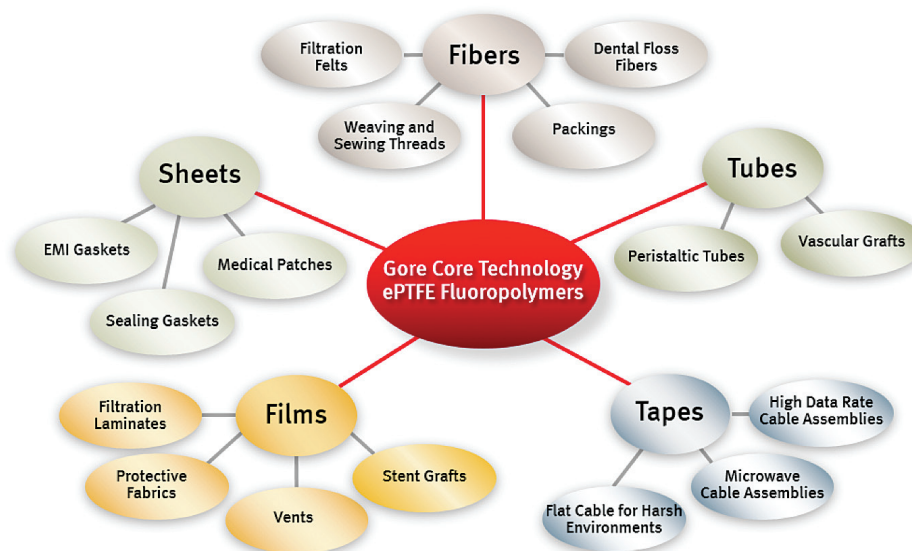 Fibers
Filtration
Felts
Dental Floss
Fibers
Weaving and
Sewing Threads
Packings
Sheets
EMI Gaskets
Medical Patches
Sealing Gaskets
Tubes
Peristaltic Tubes
Vascular Grafts
Gore Core Technology
ePTFE Fluoropolymers
Films
Filtration
Laminates
Protective
Fabrics
Vents
Stent Grafts
Tapes
High Data Rate
Cable Assemblies
Microwave
Cable Assemblies
Flat Cable for Harsh
Environments